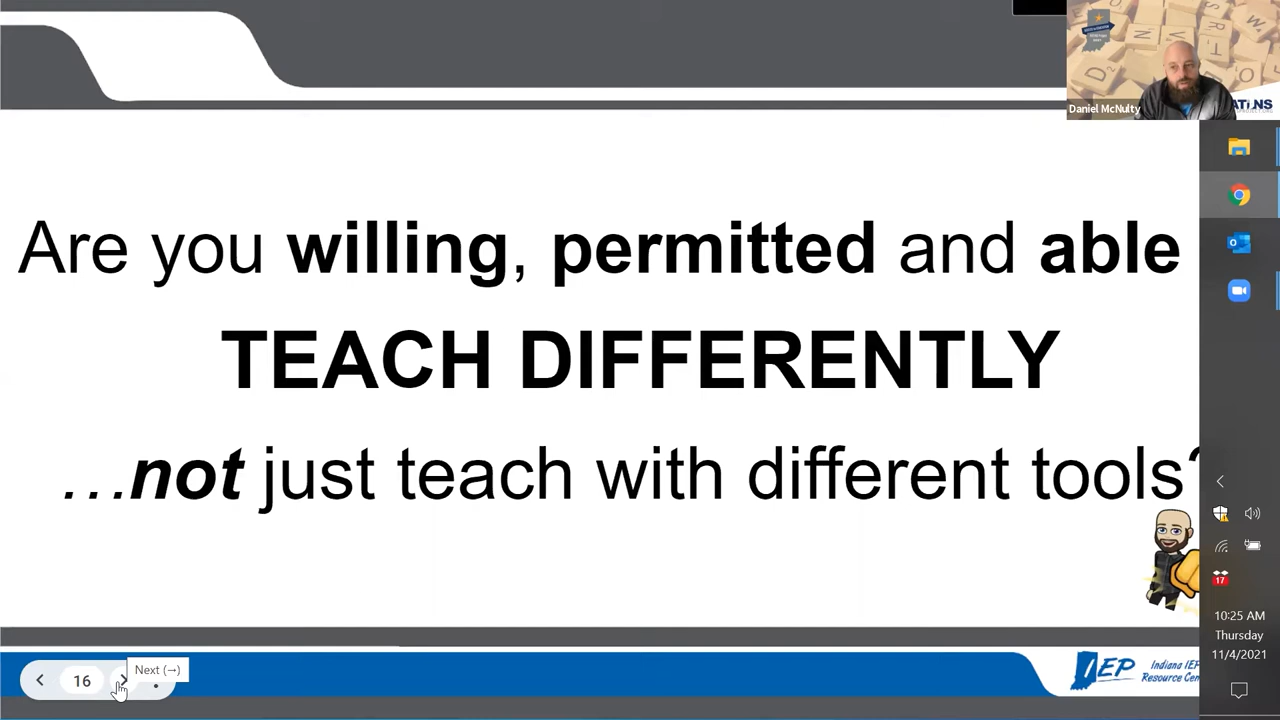 Daniel McNulty
Are you willing, permitted and able
TEACH DIFFERENTLY
…not just teach with different tools?
17
10:25 AM
Thursday
11/4/2021
Next (→)
16
IEP
Indiana IEP
Resource Cen